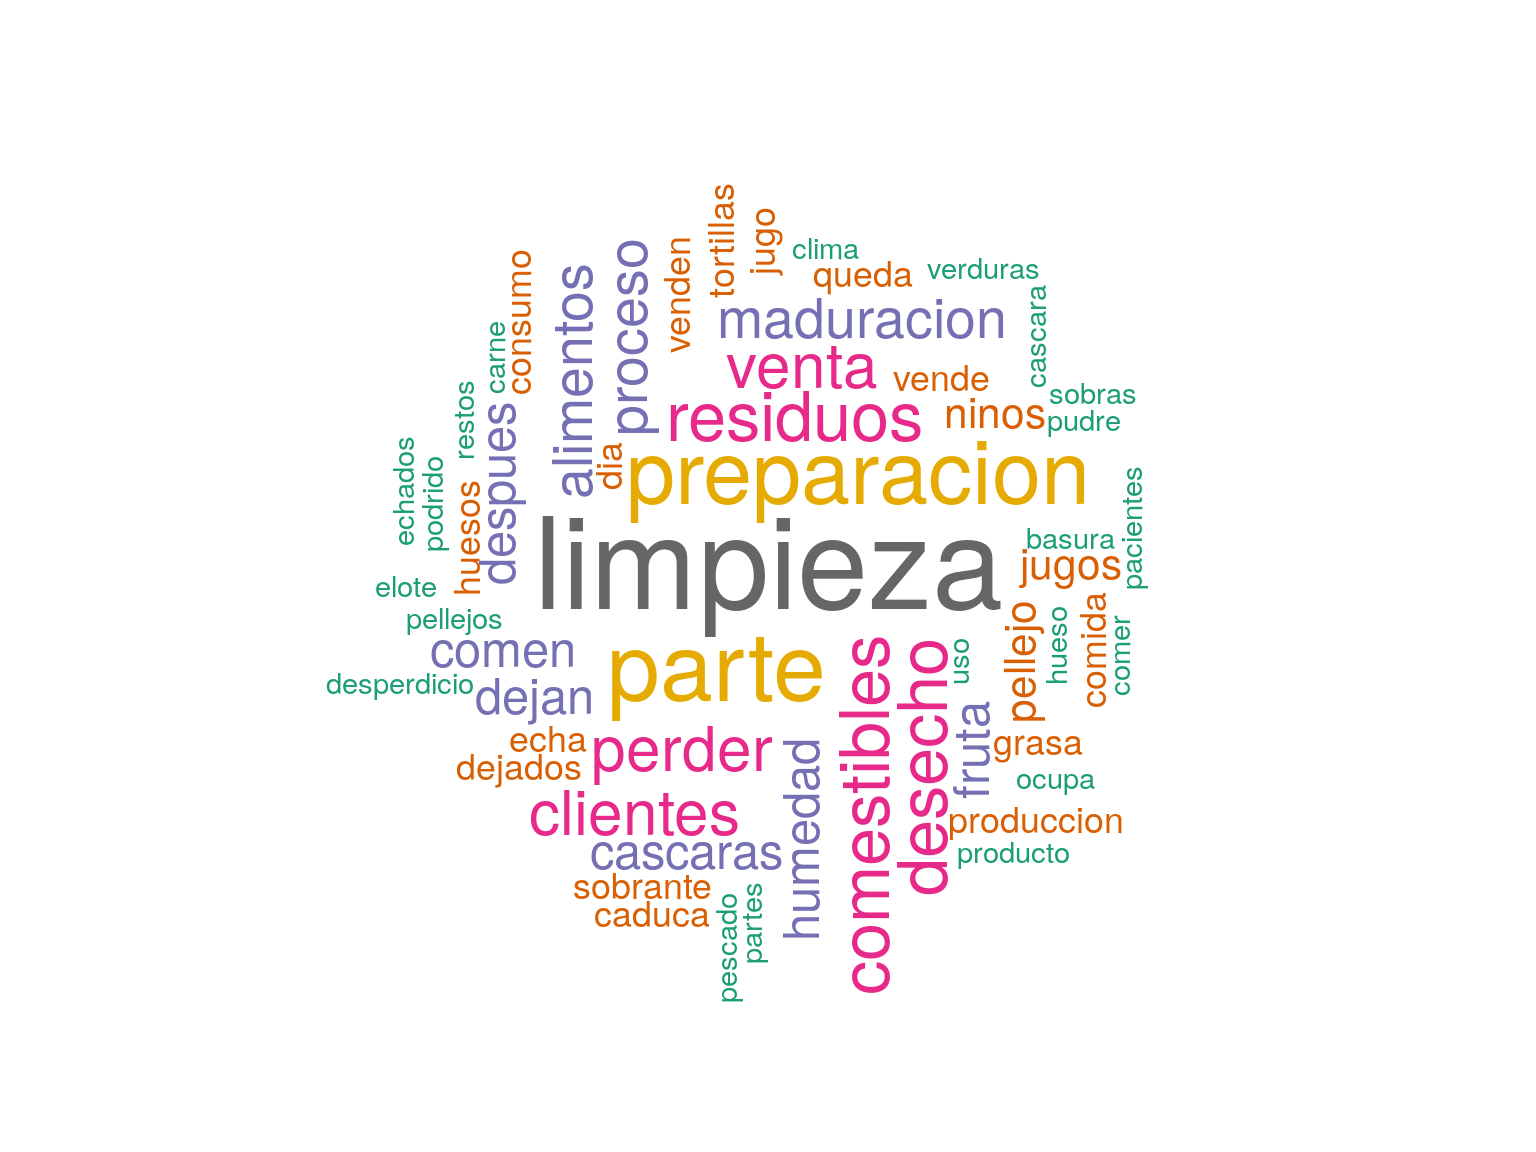 tortillas
jugo
clima
venden
proceso
consumo
queda
verduras
alimentos
maduracion
cascara
carne
venta
vende
restos
residuos
ninos
sobras
pudre
despues
echados
podrido
dia
preparacion
huesos
limpieza
basura
pacientes
jugos
elote
pellejos
comen
parte
comestibles
desecho
uso
pellejo
hueso
comida
comer
desperdicio
dejan
fruta
echa
perder
grasa
dejados
humedad
ocupa
clientes
produccion
cascaras
producto
sobrante
caduca
pescado
partes